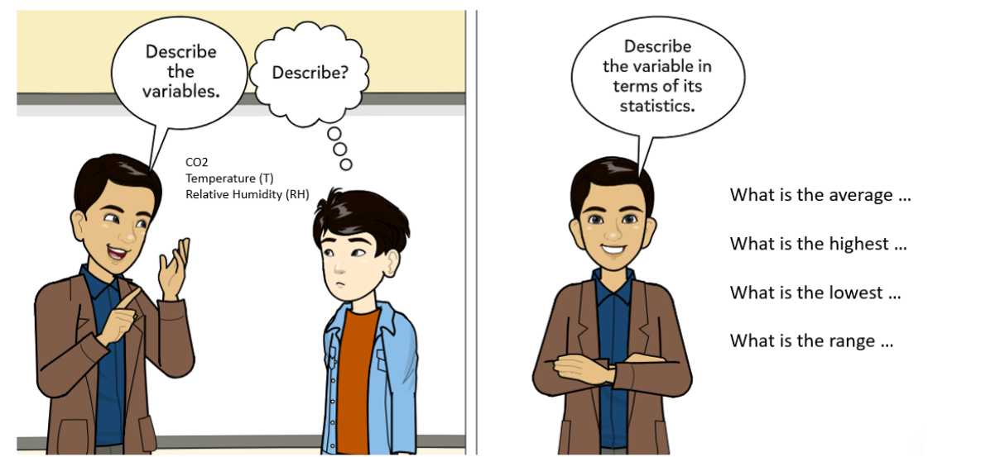 Describe
the
variables.
Describe?
CO2
Temperature (T)
Relative Humidity (RH)
Describe
the variable in
terms of its
statistics.
What is the average ...
What is the highest ...
What is the lowest ...
What is the range ...